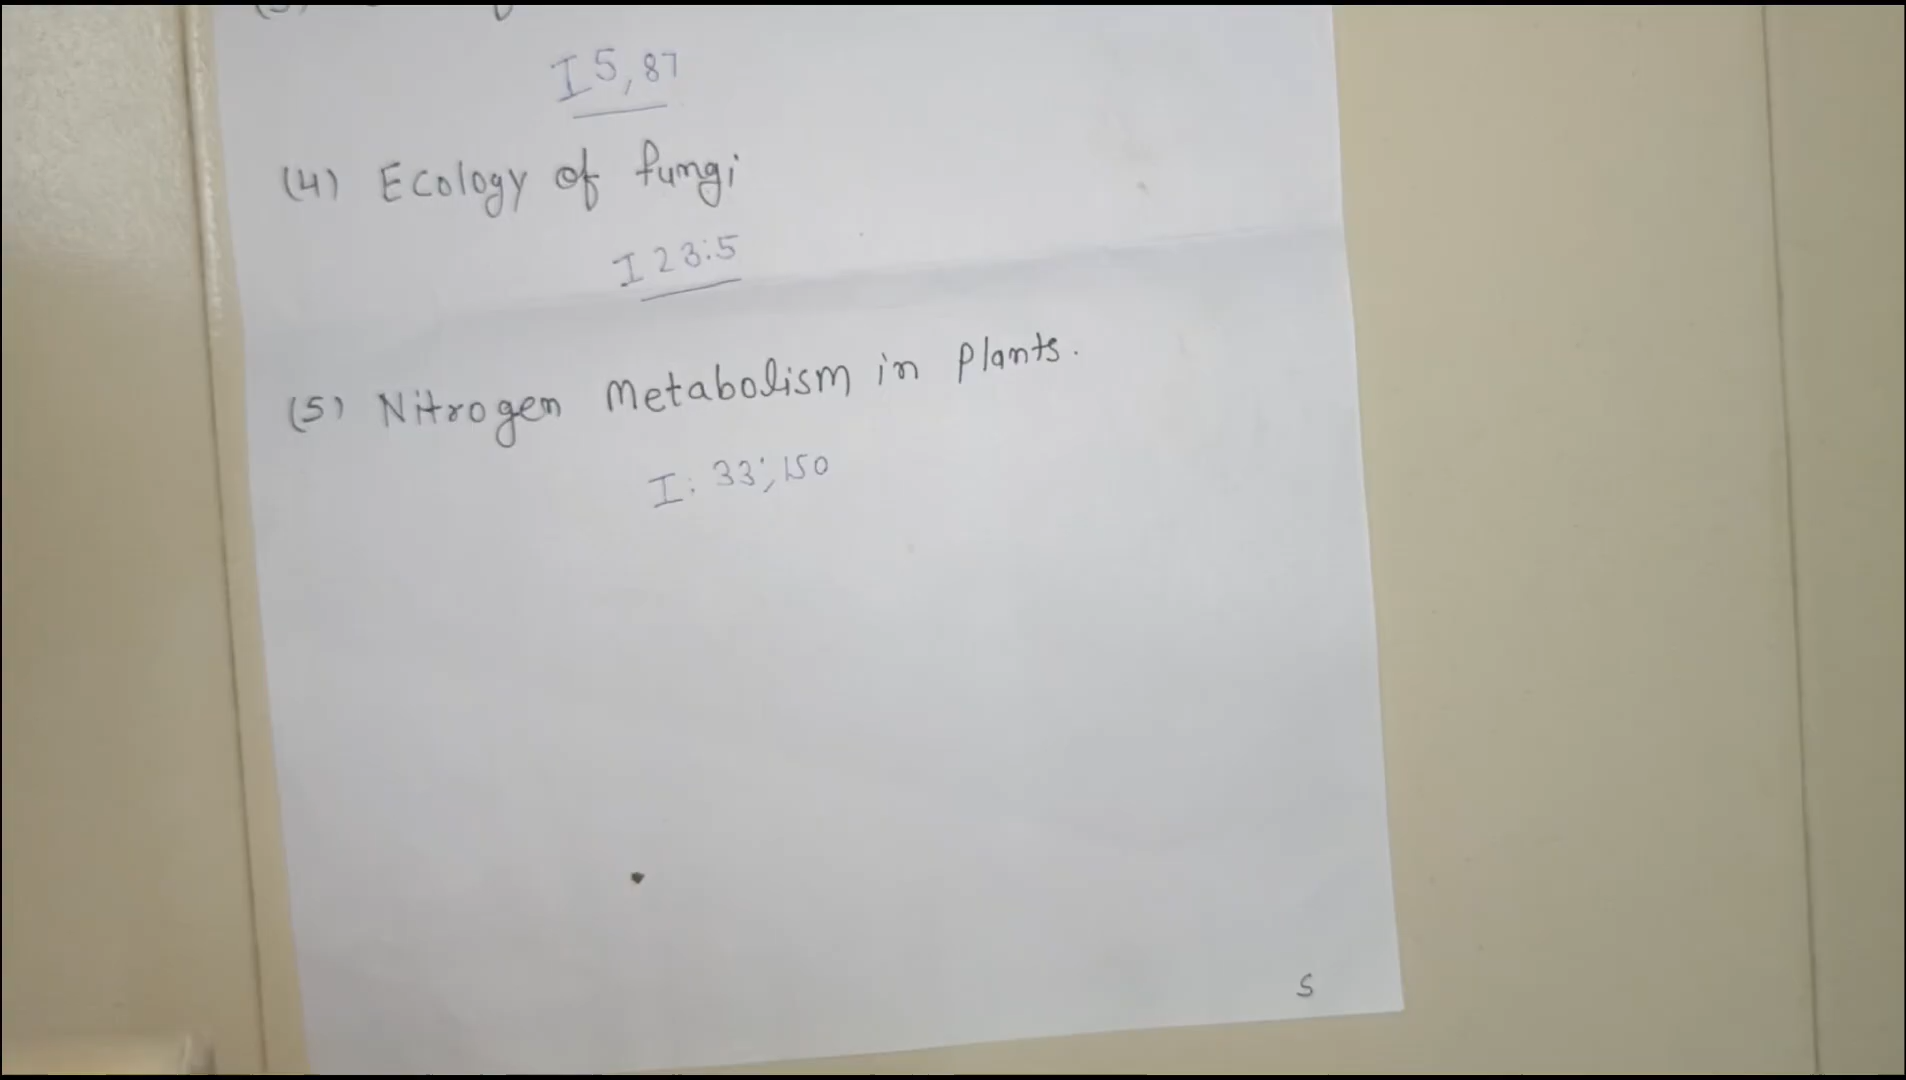 I 5, 87
(4) Ecology of fungi
I 23:5
(5) Nitrogen Metabolism in Plants.
I: 33;, 150
5